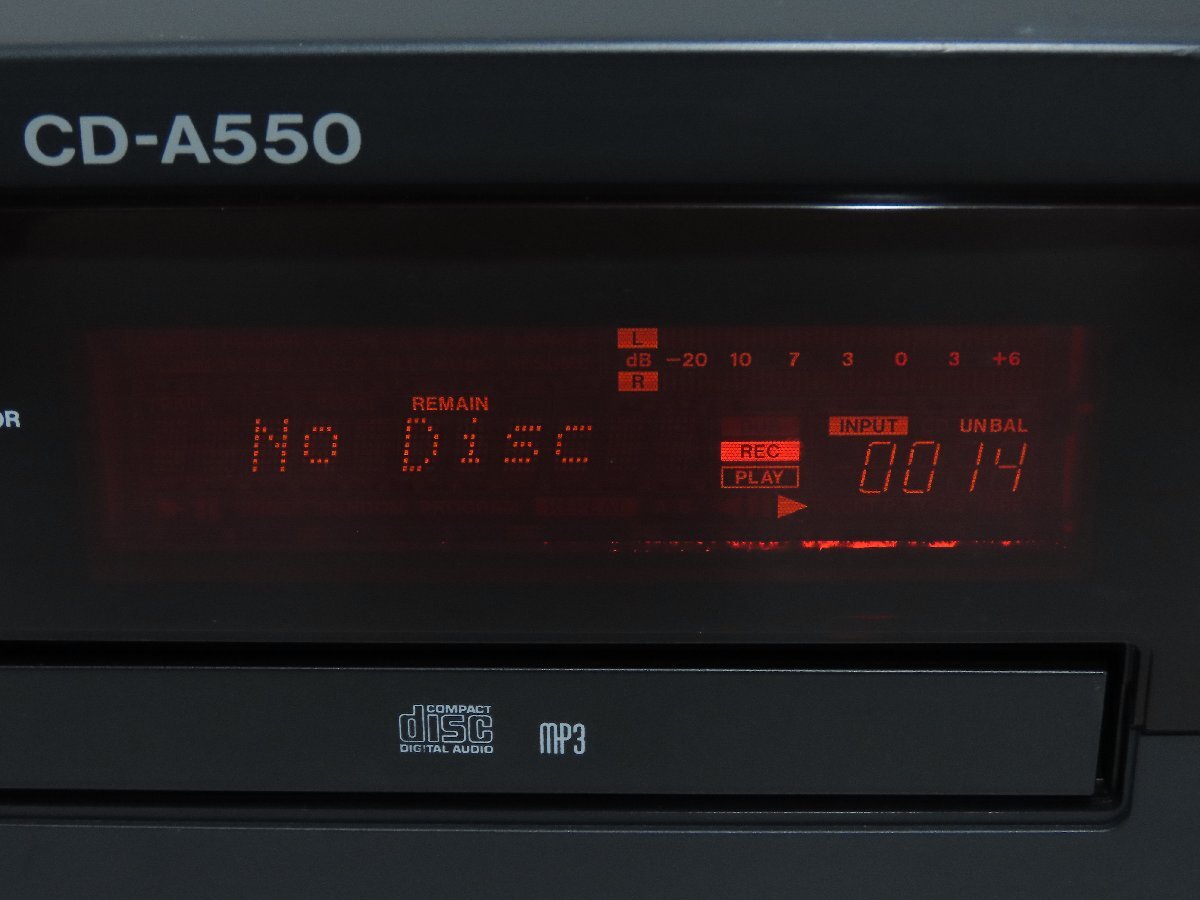 CD-A550
L
dB -20 10 7 3 0 3 +6
R
OR
REMAIN
No Disc
REC
PLAY
INPUT UNBAL
0014
COMPACT
disc
DIGITAL AUDIO
MP3